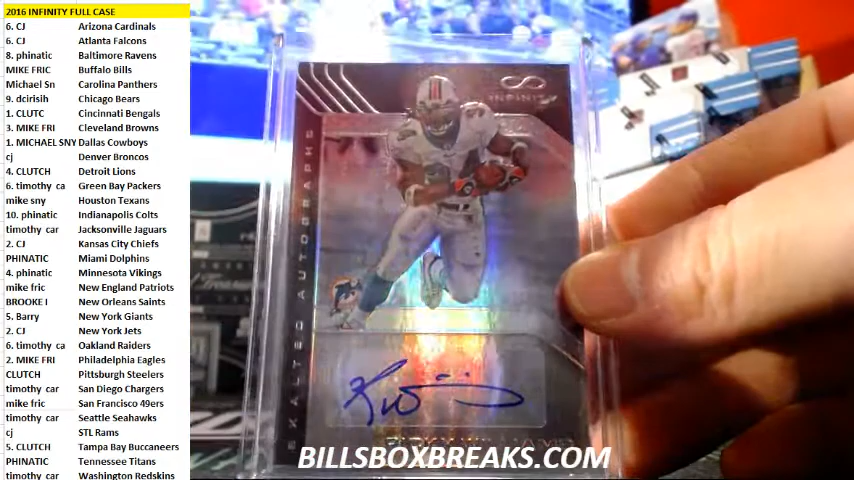 2016 INFINITY FULL CASE
6. CJ Arizona Cardinals
6. CJ Atlanta Falcons
8. phinatic Baltimore Ravens
MIKE FRIC Buffalo Bills
Michael Sn Carolina Panthers
9. dcirisih Chicago Bears
1. CLUTC Cincinnati Bengals
3. MIKE FRI Cleveland Browns
1. MICHAEL SNY Dallas Cowboys
cj Denver Broncos
4. CLUTCH Detroit Lions
6. timothy ca Green Bay Packers
mike sny Houston Texans
10. phinatic Indianapolis Colts
timothy car Jacksonville Jaguars
2. CJ Kansas City Chiefs
PHINATIC Miami Dolphins
4. phinatic Minnesota Vikings
mike fric New England Patriots
BROOKE I New Orleans Saints
5. Barry New York Giants
2. CJ New York Jets
6. timothy ca Oakland Raiders
2. MIKE FRI Philadelphia Eagles
CLUTCH Pittsburgh Steelers
timothy car San Diego Chargers
mike fric San Francisco 49ers
timothy car Seattle Seahawks
cj STL Rams
5. CLUTCH Tampa Bay Buccaneers
PHINATIC Tennessee Titans
timothy car Washington Redskins
INFINITY
EXALTED AUTOGRAPHS
RICKY WILLIAMS
BILLSBOXBREAKS.COM